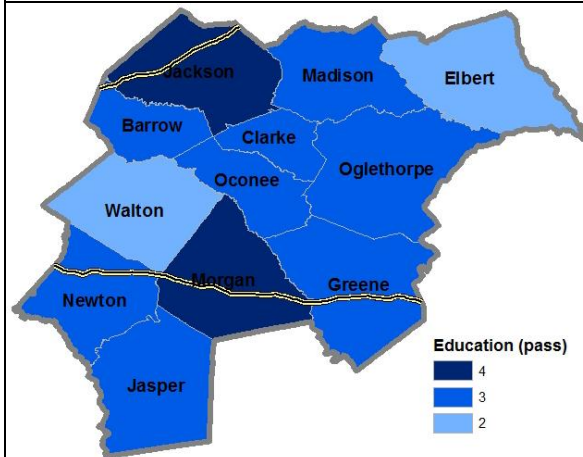 Jackson
Madison
Elbert
Barrow
Clarke
Oglethorpe
Oconee
Walton
Morgan
Greene
Newton
Jasper
Education (pass)
4
3
2